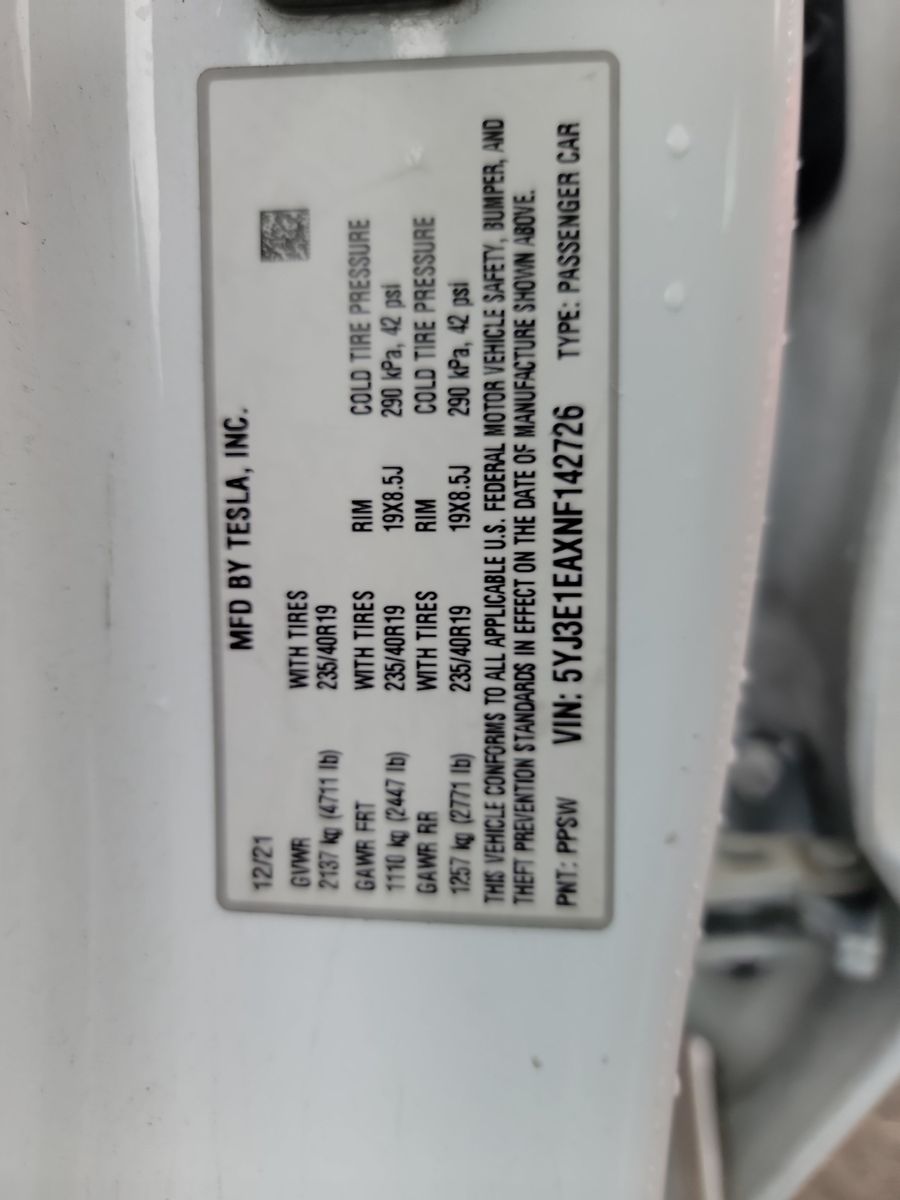 MFD BY TESLA, INC.
12/21
GVWR WITH TIRES
2137 kg (4711 lb) 235/40R19
GAWR FRT WITH TIRES RIM COLD TIRE PRESSURE
1110 kg (2447 lb) 235/40R19 19X8.5J 290 kPa, 42 psi
GAWR RR WITH TIRES RIM COLD TIRE PRESSURE
1257 kg (2771 lb) 235/40R19 19X8.5J 290 kPa, 42 psi
THIS VEHICLE CONFORMS TO ALL APPLICABLE U.S. FEDERAL MOTOR VEHICLE SAFETY, BUMPER, AND
THEFT PREVENTION STANDARDS IN EFFECT ON THE DATE OF MANUFACTURE SHOWN ABOVE.
PNT: PPSW VIN: 5YJ3E1EAXNF142726 TYPE: PASSENGER CAR